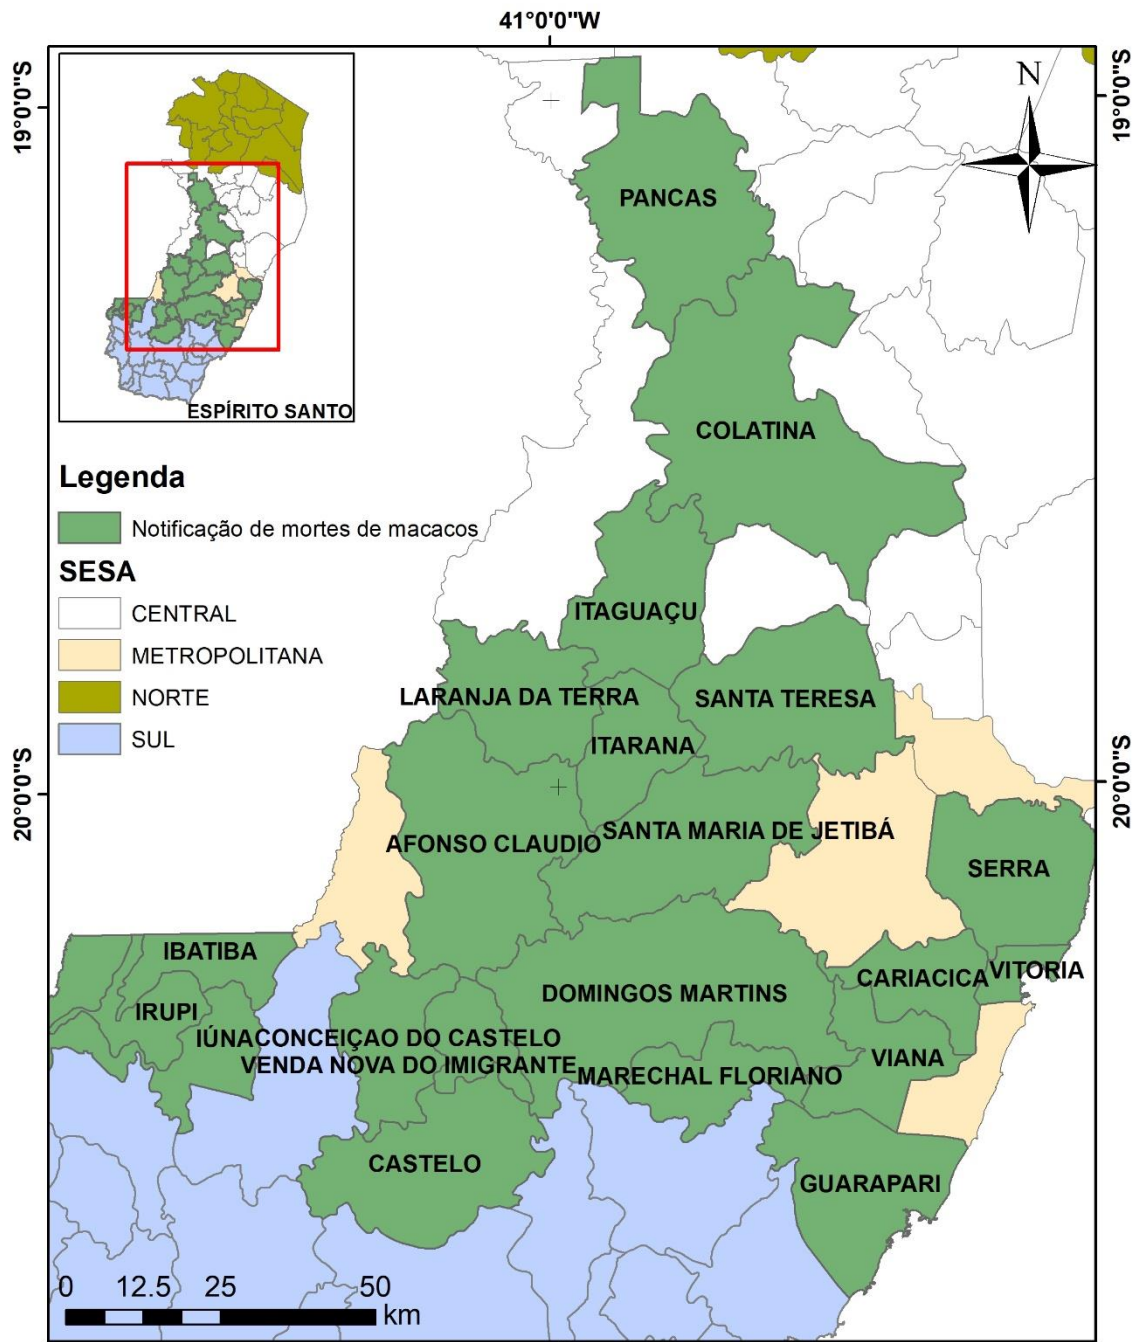 41°0'0"W
19°0'0"S
19°0'0"S
N
ESPÍRITO SANTO
PANCAS
COLATINA
Legenda
Notificação de mortes de macacos
SESA
CENTRAL
METROPOLITANA
NORTE
SUL
ITAGUAÇU
LARANJA DA TERRA
SANTA TERESA
ITARANA
20°0'0"S
20°0'0"S
AFONSO CLAUDIO
SANTA MARIA DE JETIBÁ
SERRA
IBATIBA
CARIACICA
VITORIA
DOMINGOS MARTINS
IRUPI
IÚNA
CONCEIÇAO DO CASTELO
VENDA NOVA DO IMIGRANTE
VIANA
MARECHAL FLORIANO
CASTELO
GUARAPARI
0 12.5 25 50
km